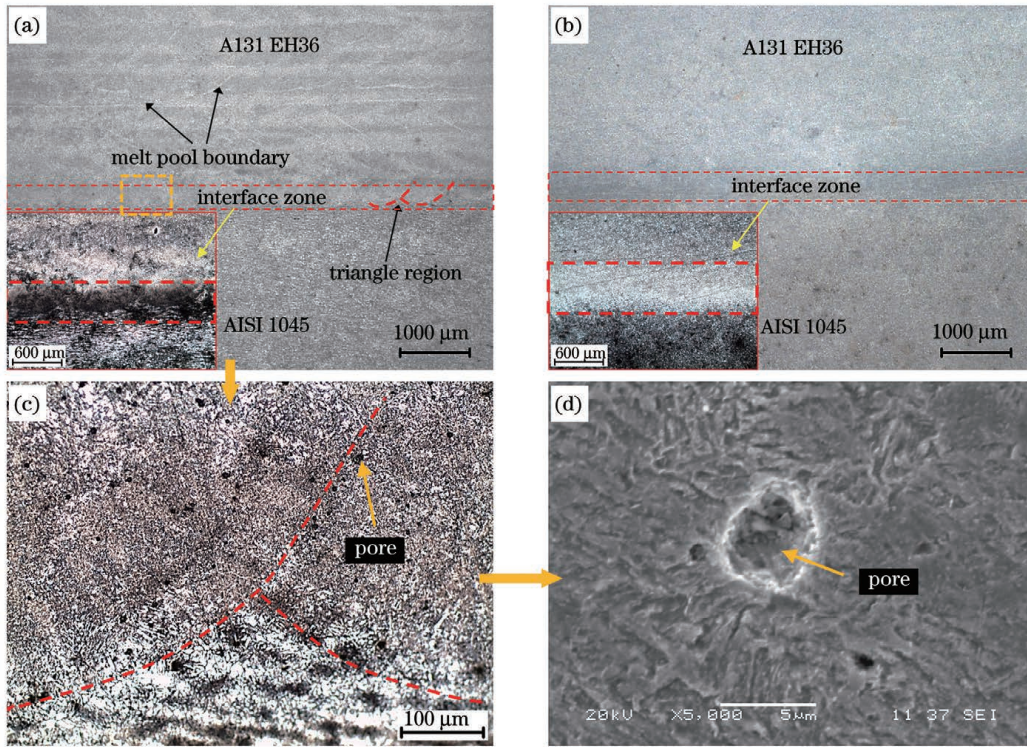 (a)
A131 EH36
melt pool boundary
interface zone
triangle region
AISI 1045
600 μm
1000 μm
(b)
A131 EH36
interface zone
AISI 1045
600 μm
1000 μm
(c)
pore
100 μm
(d)
pore
20kV X5,000 5μm 11 37 SEI